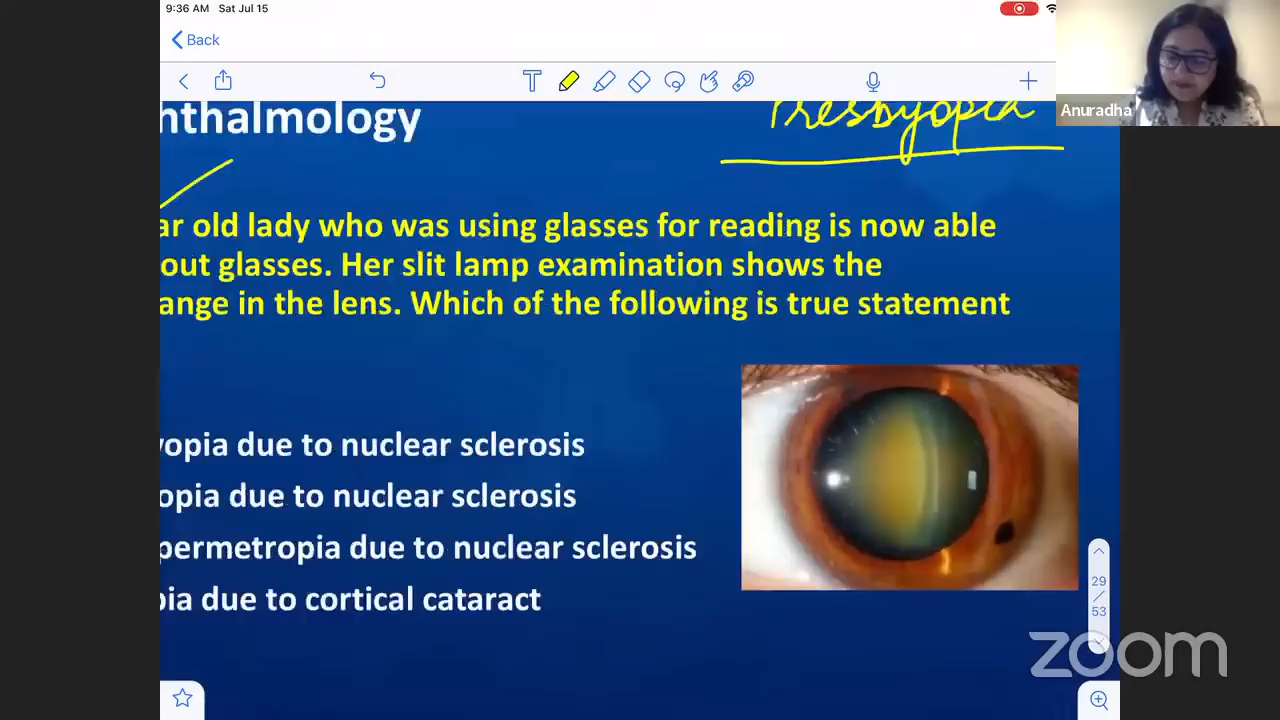 9:36 AM Sat Jul 15
Back
Anuradha
Presbyopia
hthalmology
ar old lady who was using glasses for reading is now able
out glasses. Her slit lamp examination shows the
ange in the lens. Which of the following is true statement
yopia due to nuclear sclerosis
opia due to nuclear sclerosis
permetropia due to nuclear sclerosis
pia due to cortical cataract
29
53
zoom